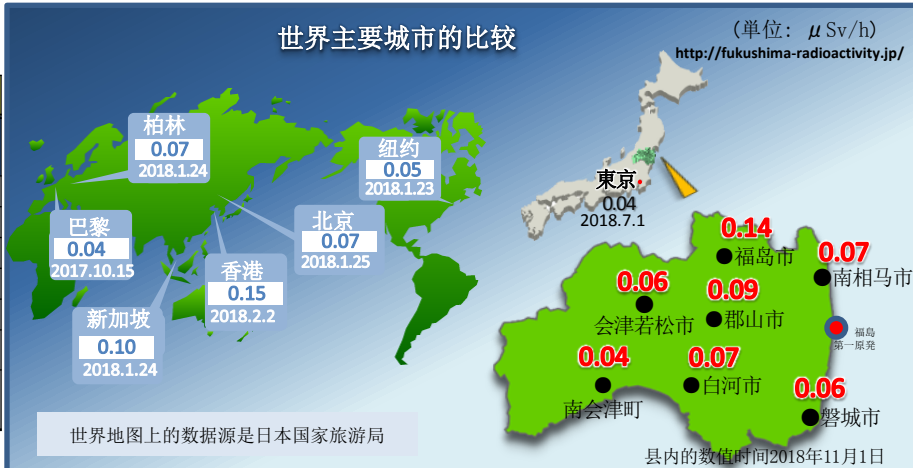 世界主要城市的比较
(単位: μSv/h)
http://fukushima-radioactivity.jp/
柏林
0.07
2018.1.24
纽约
0.05
2018.1.23
東京
0.04
2018.7.1
巴黎
0.04
2017.10.15
北京
0.07
2018.1.25
香港
0.15
2018.2.2
新加坡
0.10
2018.1.24
0.14
福岛市
0.07
南相马市
0.06
会津若松市
0.09
郡山市
福岛
第一原発
0.04
南会津町
0.07
白河市
0.06
磐城市
世界地图上的数据源是日本国家旅游局
县内的数值时间2018年11月1日